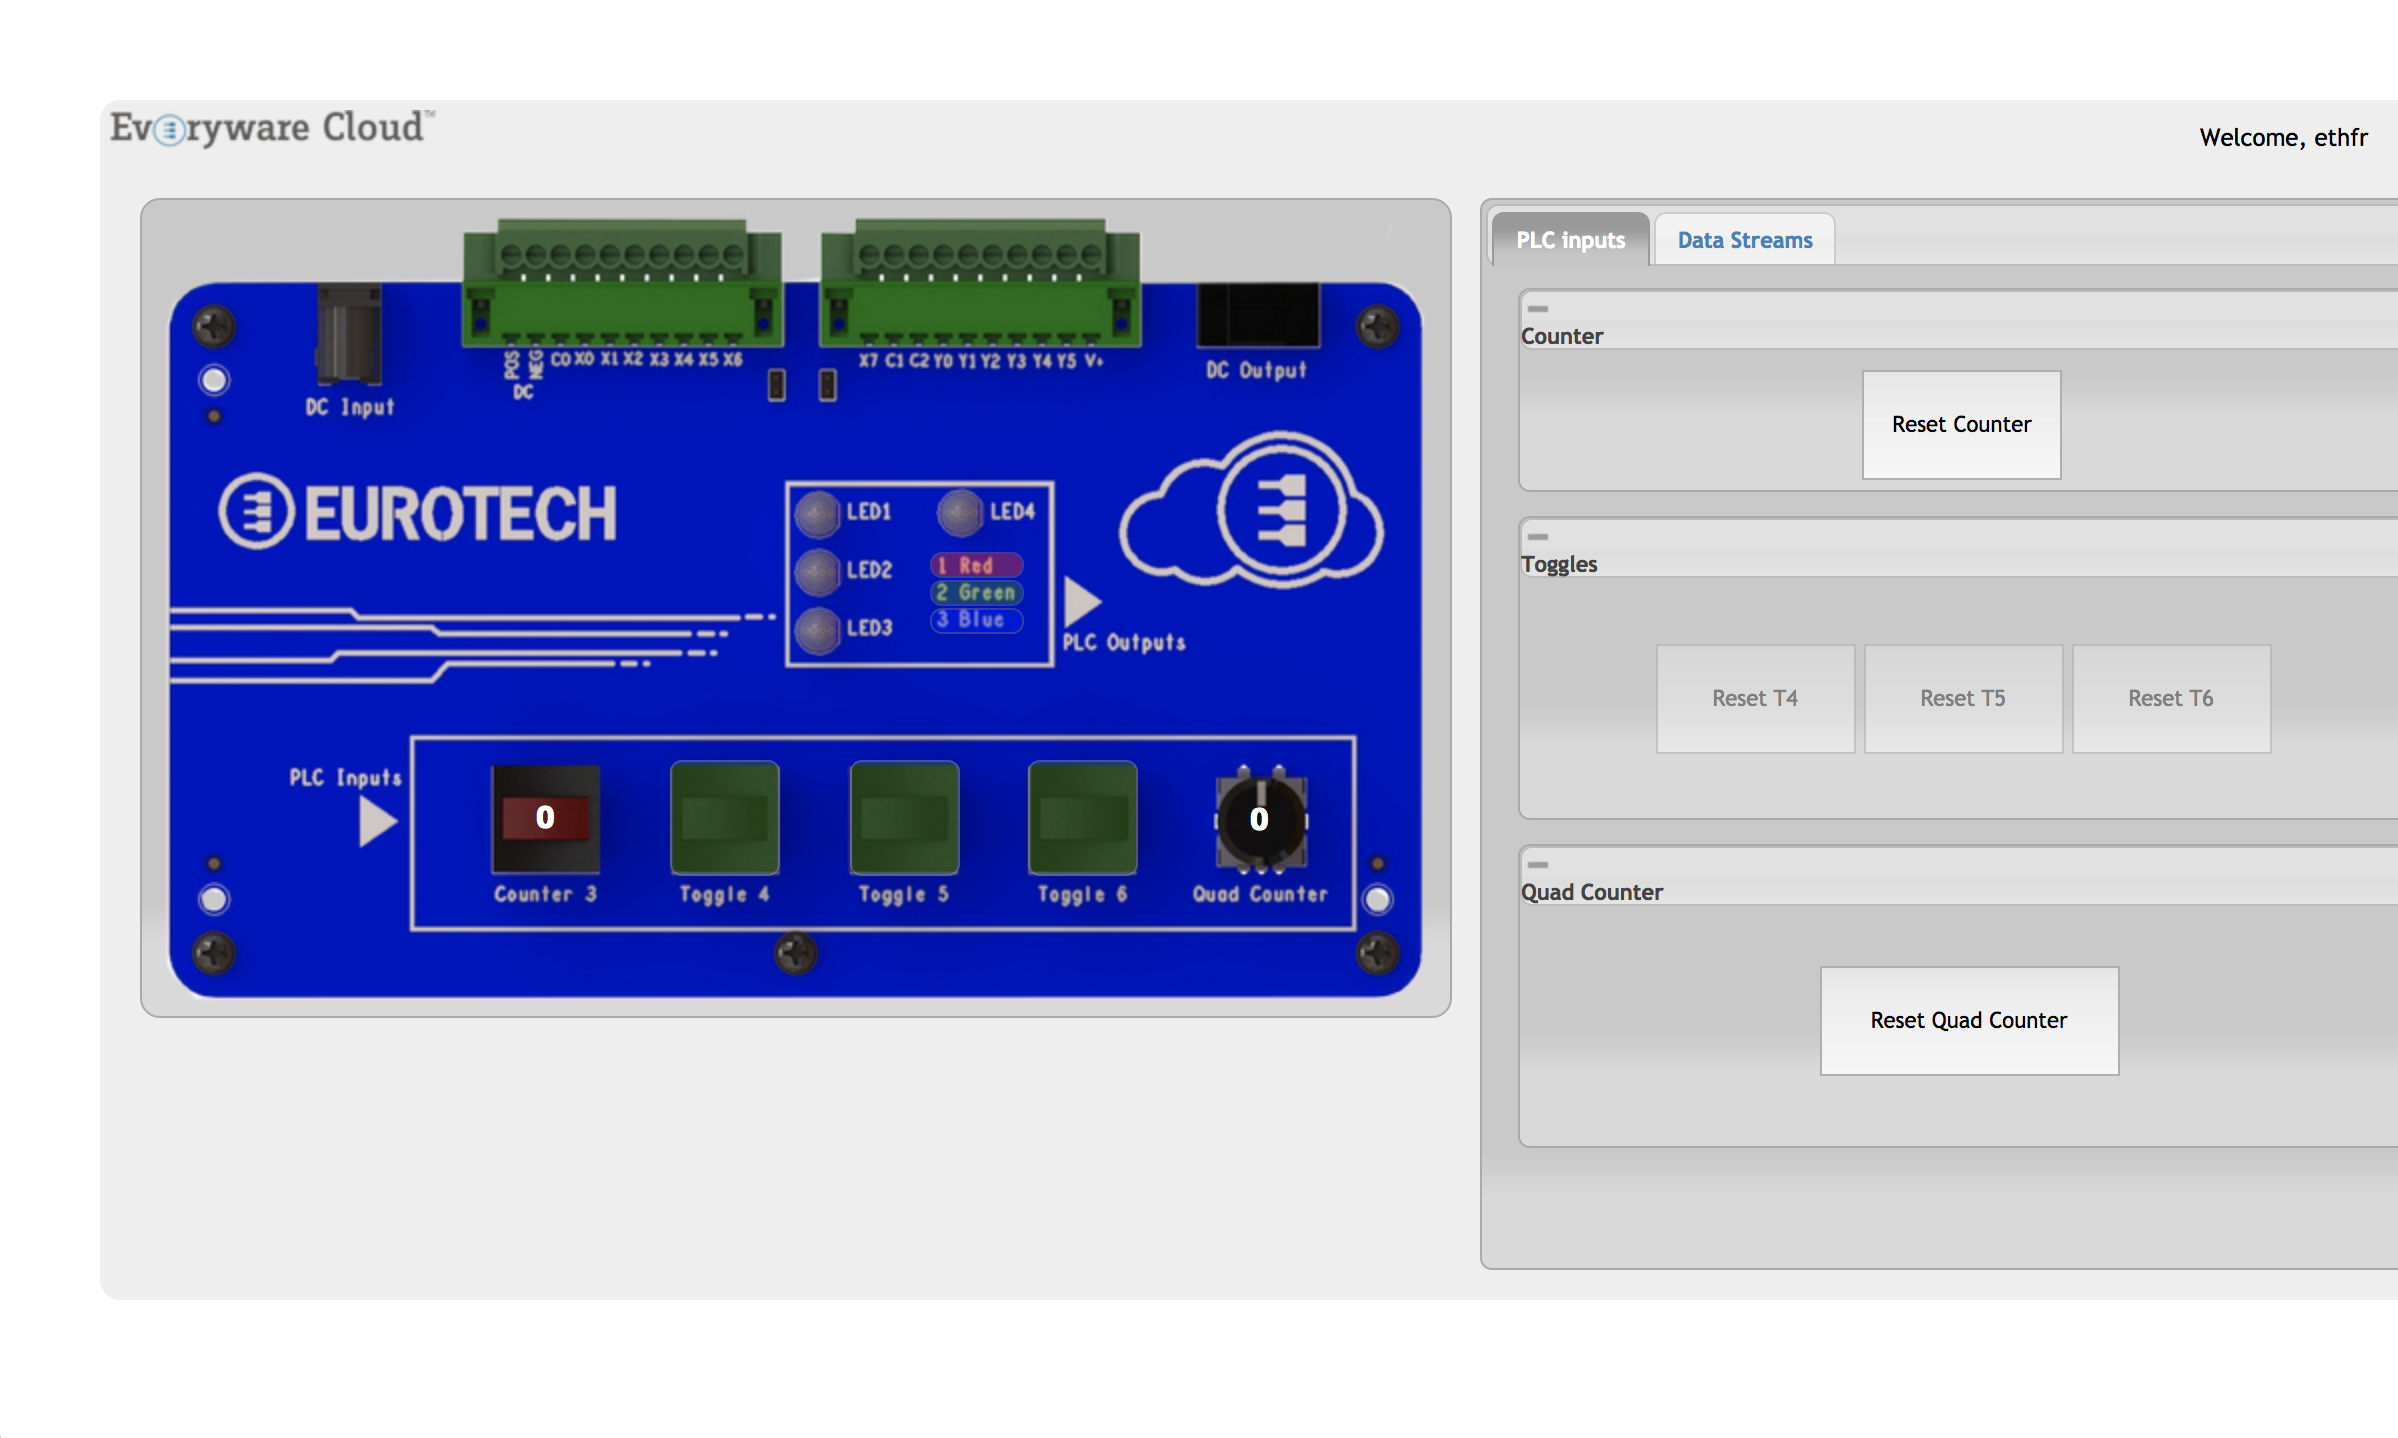 Everyware Cloud™
Welcome, ethfr
PLC inputs
Data Streams
POS NEG C0 X0 X1 X2 X3 X4 X5 X6
DC
X7 C1 C2 Y0 Y1 Y2 Y3 Y4 Y5 V+
DC Input
DC Output
EUROTECH
LED1
LED4
LED2
LED3
1 Red
2 Green
3 Blue
PLC Outputs
PLC Inputs
0
0
Counter 3
Toggle 4
Toggle 5
Toggle 6
Quad Counter
Counter
Reset Counter
Toggles
Reset T4
Reset T5
Reset T6
Quad Counter
Reset Quad Counter